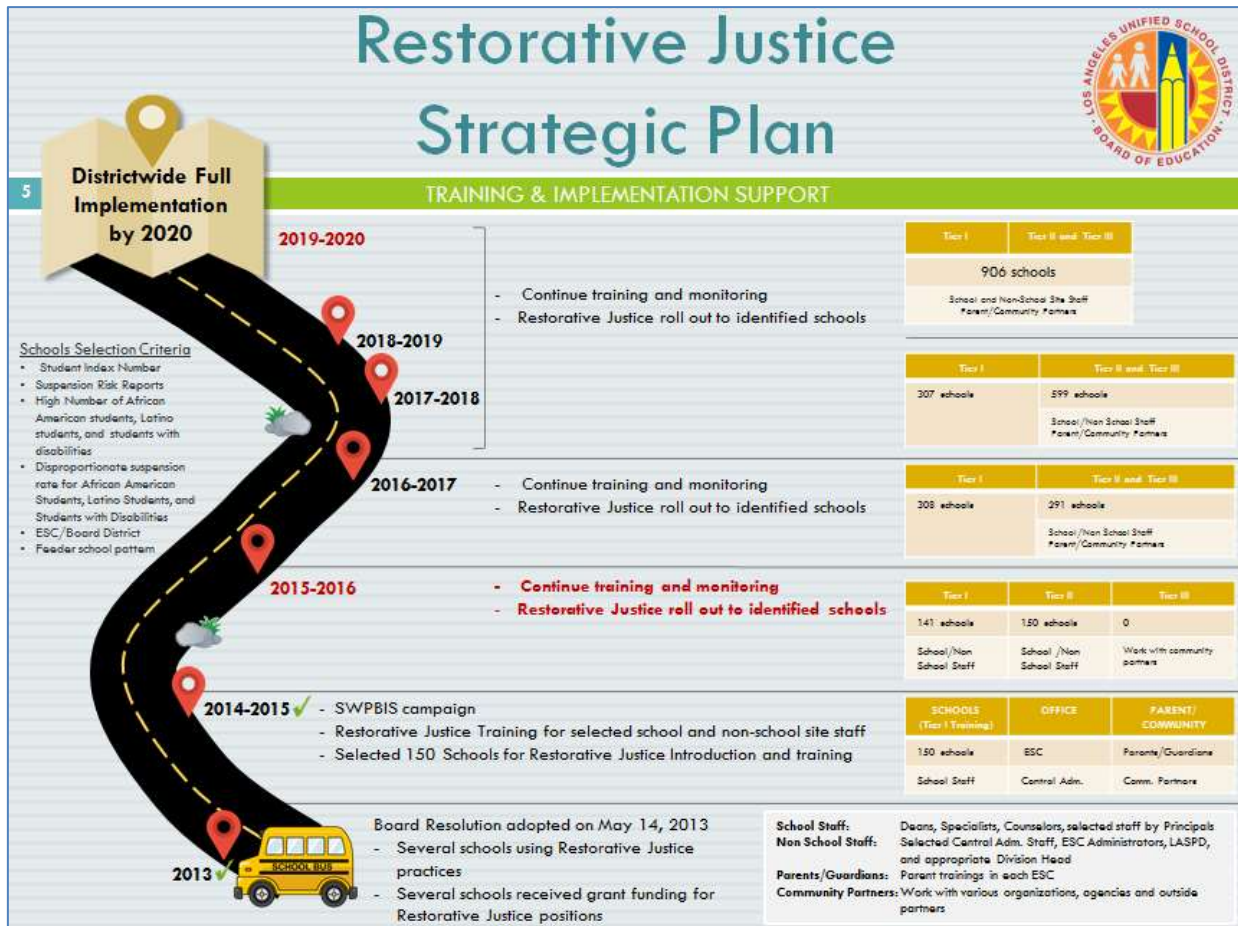 Restorative Justice
Strategic Plan
LOS ANGELES UNIFIED SCHOOL DISTRICT
BOARD OF EDUCATION
5
Districtwide Full
Implementation
by 2020
TRAINING & IMPLEMENTATION SUPPORT
2019-2020
2018-2019
2017-2018
- Continue training and monitoring
- Restorative Justice roll out to identified schools
Tier I Tier II and Tier III
906 schools
School and Non-School Site Staff
Parent/Community Partners
Tier I Tier II and Tier III
307 schools 599 schools
School/Non School Staff
Parent/Community Partners
Schools Selection Criteria
• Student Index Number
• Suspension Risk Reports
• High Number of African
American students, Latino
students, and students with
disabilities
• Disproportionate suspension
rate for African American
Students, Latino Students, and
Students with Disabilities
• ESC/Board District
• Feeder school pattern
2016-2017
- Continue training and monitoring
- Restorative Justice roll out to identified schools
Tier I Tier II and Tier III
308 schools 291 schools
School/Non School Staff
Parent/Community Partners
2015-2016
- Continue training and monitoring
- Restorative Justice roll out to identified schools
Tier I Tier II Tier III
141 schools 150 schools 0
School/Non School /Non Work with community
School Staff School Staff partners
2014-2015 ✓
- SWPBIS campaign
- Restorative Justice Training for selected school and non-school site staff
- Selected 150 Schools for Restorative Justice Introduction and training
SCHOOLS OFFICE PARENT/
(Tier I Training) COMMUNITY
150 schools ESC Parents/Guardians
School Staff Central Adm. Comm. Partners
2013 ✓
SCHOOL BUS
Board Resolution adopted on May 14, 2013
- Several schools using Restorative Justice
practices
- Several schools received grant funding for
Restorative Justice positions
School Staff: Deans, Specialists, Counselors, selected staff by Principals
Non School Staff: Selected Central Adm. Staff, ESC Administrators, LASPD,
and appropriate Division Head
Parents/Guardians: Parent trainings in each ESC
Community Partners: Work with various organizations, agencies and outside
partners